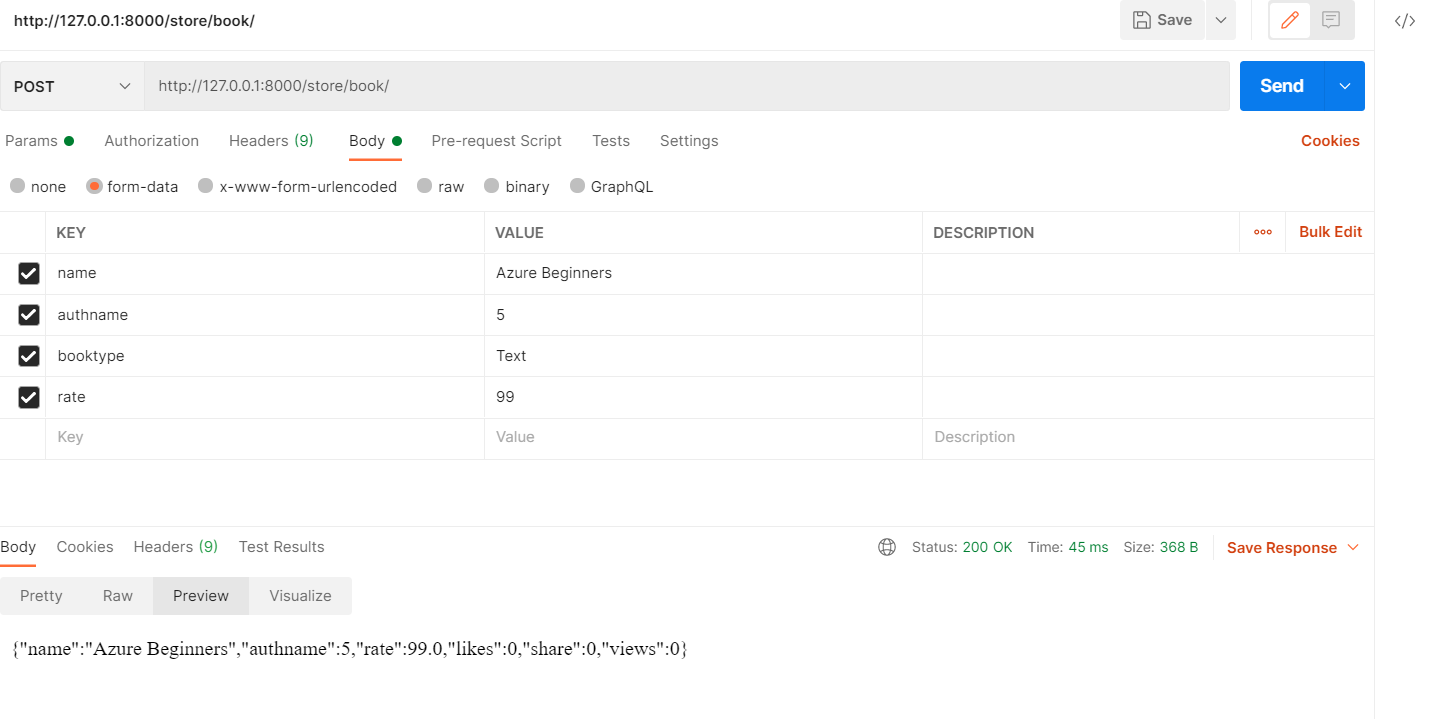 http://127.0.0.1:8000/store/book/
Save
</>
POST http://127.0.0.1:8000/store/book/ Send
Params Authorization Headers (9) Body Pre-request Script Tests Settings Cookies
none form-data x-www-form-urlencoded raw binary GraphQL
KEY VALUE DESCRIPTION ooo Bulk Edit
name Azure Beginners
authname 5
booktype Text
rate 99
Key Value Description
Body Cookies Headers (9) Test Results Status: 200 OK Time: 45 ms Size: 368 B Save Response
Pretty Raw Preview Visualize
{"name":"Azure Beginners","authname":5,"rate":99.0,"likes":0,"share":0,"views":0}